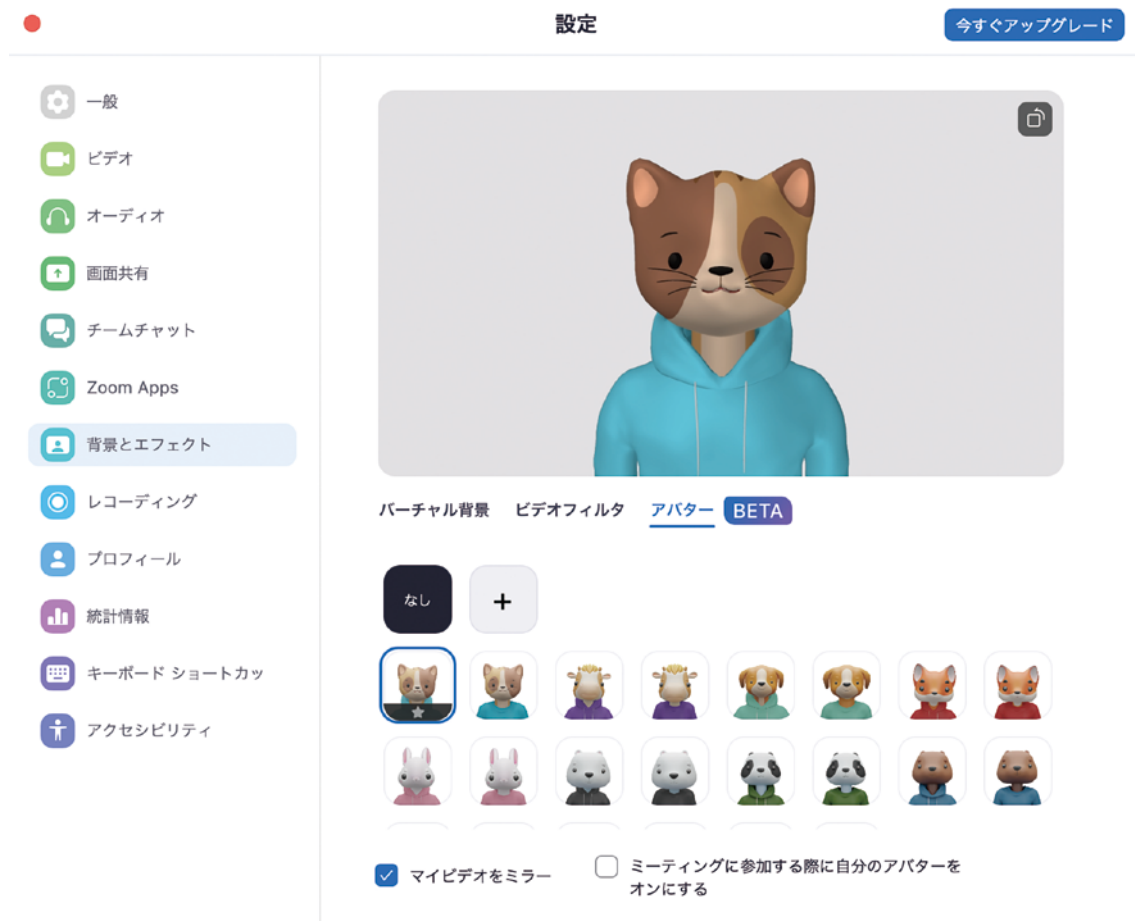 設定
今すぐアップグレード
一般
ビデオ
オーディオ
画面共有
チームチャット
Zoom Apps
背景とエフェクト
レコーディング
プロフィール
統計情報
キーボード ショートカッ
アクセシビリティ
バーチャル背景 ビデオフィルタ アバター BETA
なし +
マイビデオをミラー
ミーティングに参加する際に自分のアバターを
オンにする